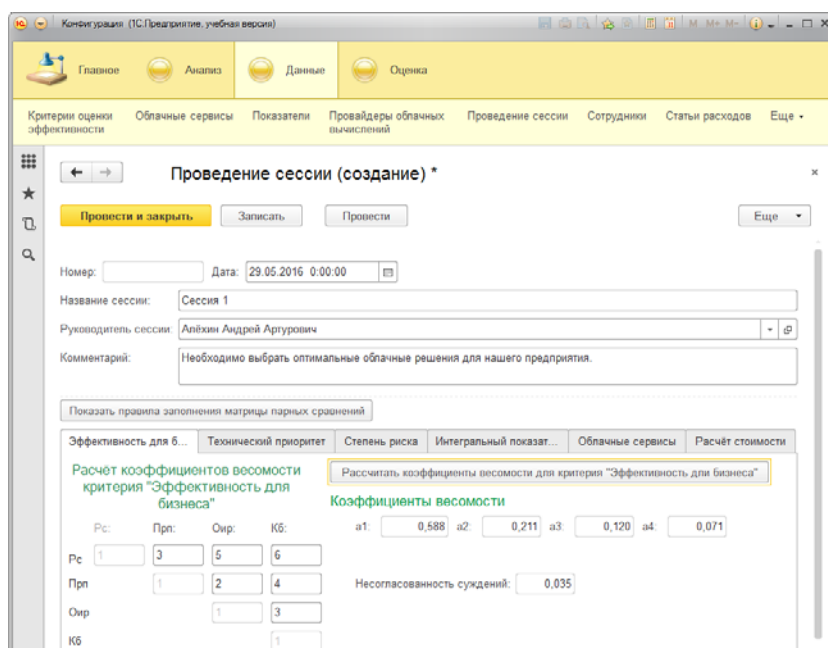 Конфигурация (1С:Предприятие, учебная версия) M M+ M-
Главное Анализ Данные Оценка
Критерии оценки эффективности Облачные сервисы Показатели Провайдеры облачных вычислений Проведение сессии Сотрудники Статьи расходов Еще
Проведение сессии (создание) *
Провести и закрыть Записать Провести Еще
Номер: Дата: 29.05.2016 0:00:00
Название сессии: Сессия 1
Руководитель сессии: Алёхин Андрей Артурович
Комментарий: Необходимо выбрать оптимальные облачные решения для нашего предприятия.
Показать правила заполнения матрицы парных сравнений
Эффективность для б... Технический приоритет Степень риска Интегральный показат... Облачные сервисы Расчёт стоимости
Расчёт коэффициентов весомости
критерия "Эффективность для
бизнеса"
Рассчитать коэффициенты весомости для критерия "Эффективность для бизнеса"
Коэффициенты весомости
а1: 0,588 а2: 0,211 а3: 0,120 а4: 0,071
Рс: Прп: Оир: Кб:
Рс 1 3 5 6
Прп 1 2 4
Несогласованность суждений: 0,035
Оир 1 3
Кб 1